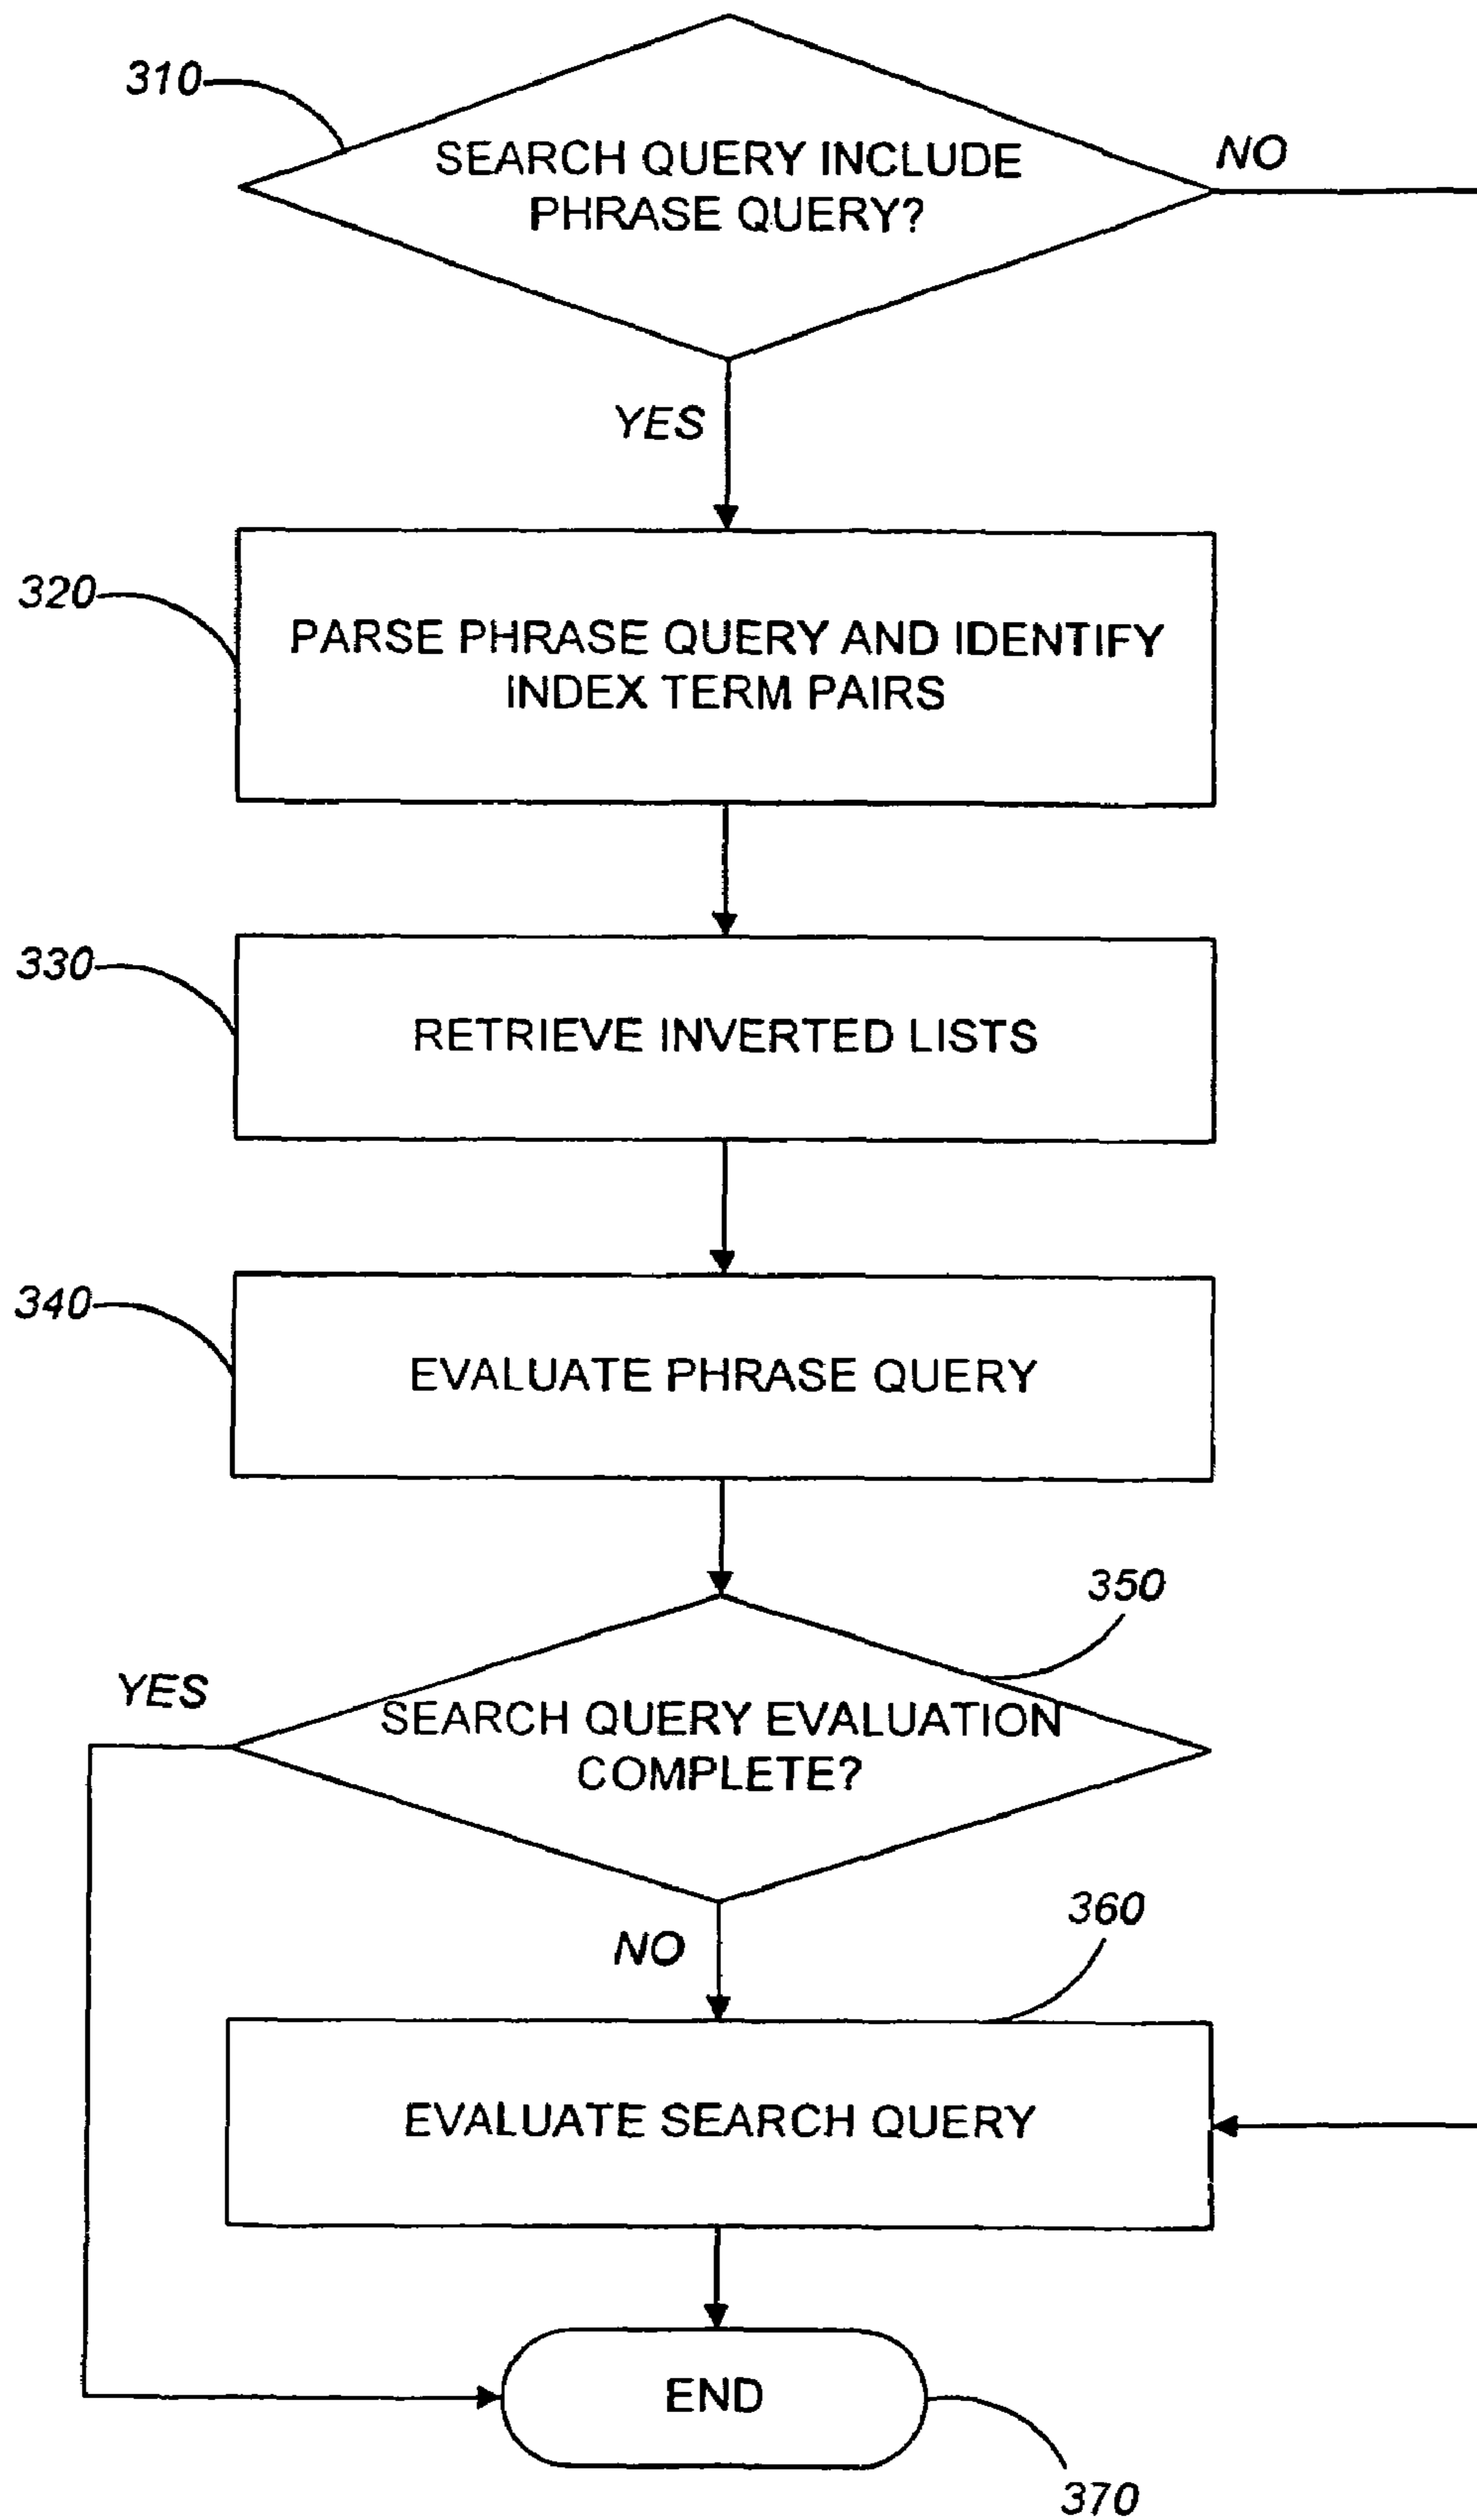 310
SEARCH QUERY INCLUDE
PHRASE QUERY?
NO
YES
320
PARSE PHRASE QUERY AND IDENTIFY
INDEX TERM PAIRS
330
RETRIEVE INVERTED LISTS
340
EVALUATE PHRASE QUERY
350
YES
SEARCH QUERY EVALUATION
COMPLETE?
360
NO
EVALUATE SEARCH QUERY
END
370